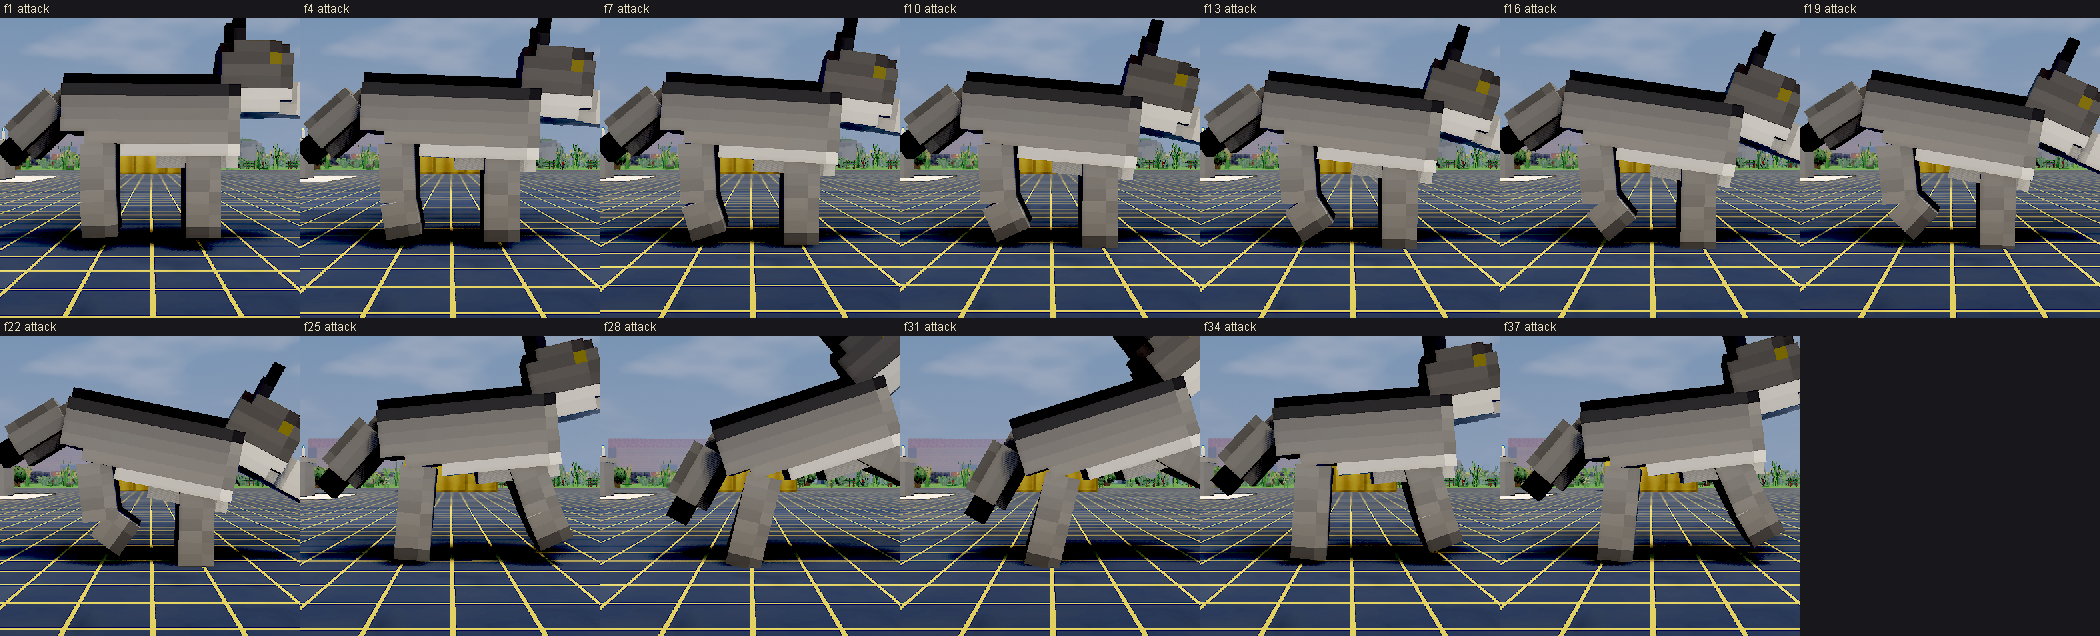 f1 attack
f4 attack
f7 attack
f10 attack
f13 attack
f16 attack
f19 attack
f22 attack
f25 attack
f28 attack
f31 attack
f34 attack
f37 attack